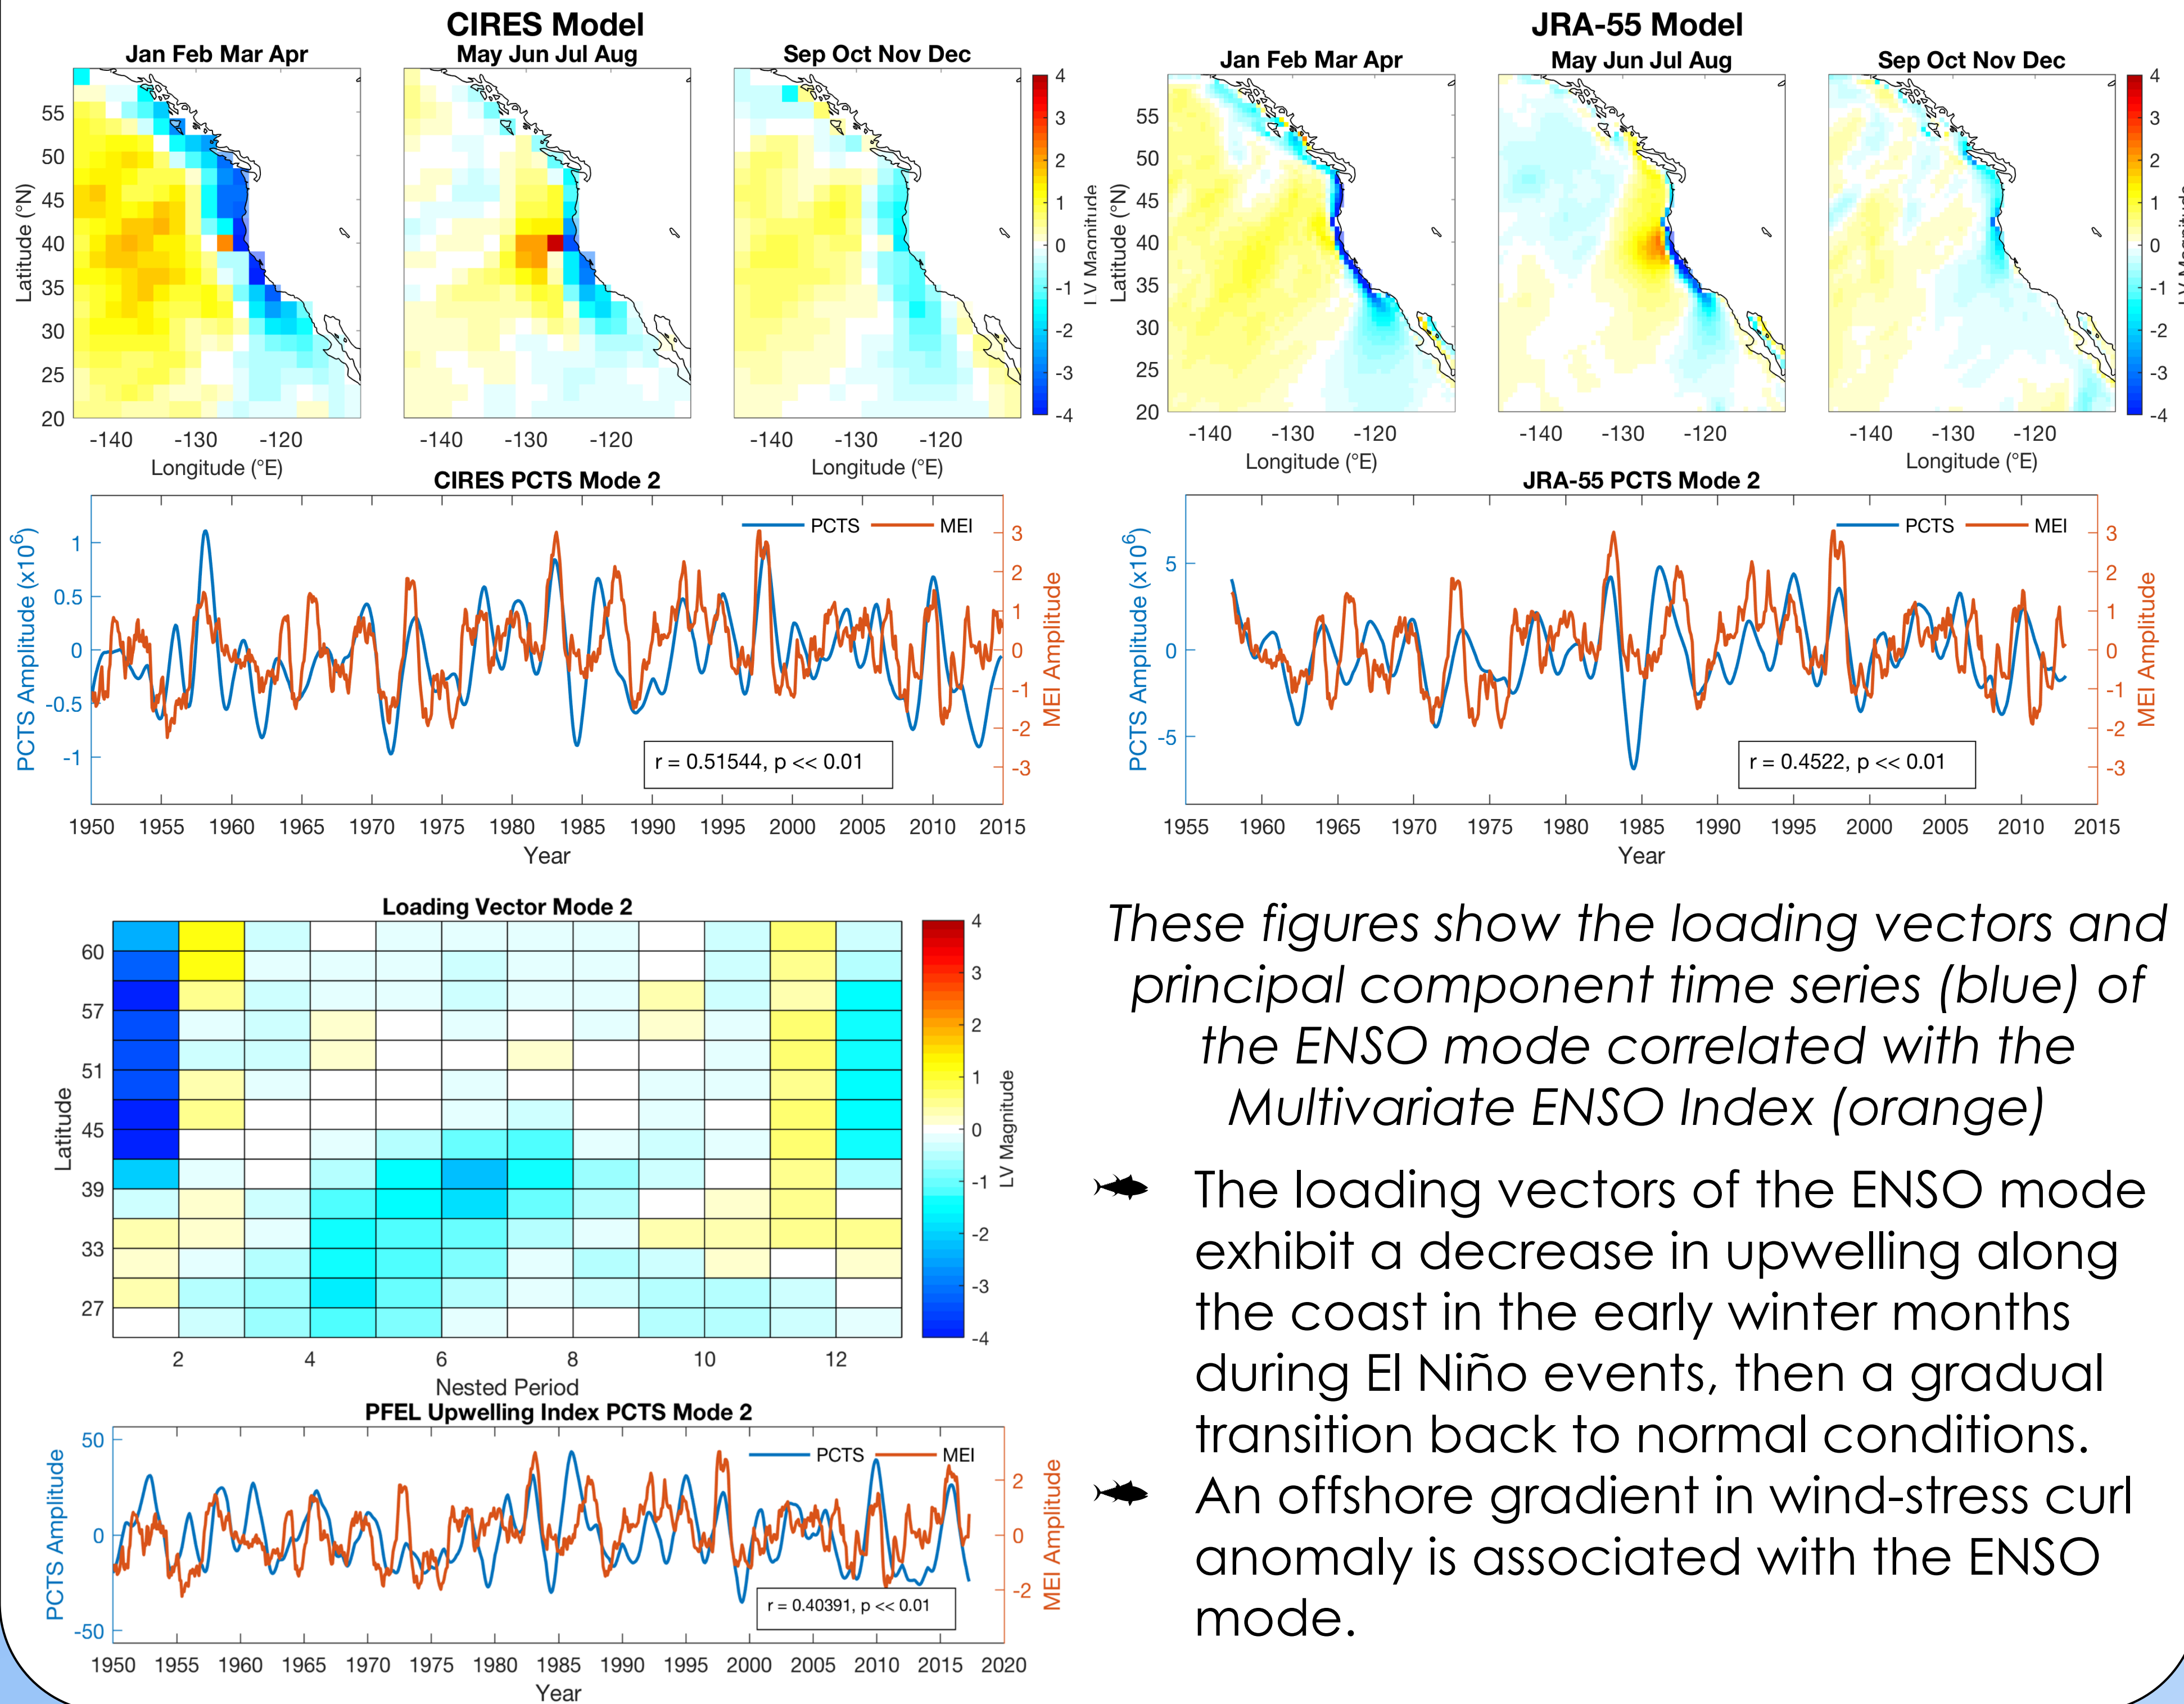 CIRES Model
Jan Feb Mar Apr
May Jun Jul Aug
Sep Oct Nov Dec
Latitude (°N)
55
50
45
40
35
30
25
20
-140
-130
-120
-140
-130
-120
-140
-130
-120
Longitude (°E)
Longitude (°E)
4
3
2
1
0
-1
-2
-3
-4
LV Magnitude
JRA-55 Model
Jan Feb Mar Apr
May Jun Jul Aug
Sep Oct Nov Dec
Latitude (°N)
55
50
45
40
35
30
25
20
-140
-130
-120
-140
-130
-120
-140
-130
-120
Longitude (°E)
Longitude (°E)
4
3
2
1
0
-1
-2
-3
-4
CIRES PCTS Mode 2
PCTS Amplitude (x10⁶)
1
0.5
0
-0.5
-1
PCTS
MEI
3
2
1
0
-1
-2
-3
MEI Amplitude
r = 0.51544, p << 0.01
1950 1955 1960 1965 1970 1975 1980 1985 1990 1995 2000 2005 2010 2015
Year
JRA-55 PCTS Mode 2
PCTS Amplitude (x10⁶)
5
0
-5
PCTS
MEI
3
2
1
0
-1
-2
-3
MEI Amplitude
r = 0.4522, p << 0.01
1955 1960 1965 1970 1975 1980 1985 1990 1995 2000 2005 2010 2015
Year
Loading Vector Mode 2
Latitude
60
57
51
45
39
33
27
2 4 6 8 10 12
Nested Period
4
3
2
1
0
-1
-2
-3
-4
LV Magnitude
PFEL Upwelling Index PCTS Mode 2
PCTS Amplitude
50
0
-50
PCTS
MEI
2
0
-2
MEI Amplitude
r = 0.40391, p << 0.01
1950 1955 1960 1965 1970 1975 1980 1985 1990 1995 2000 2005 2010 2015 2020
Year
These figures show the loading vectors and
principal component time series (blue) of
the ENSO mode correlated with the
Multivariate ENSO Index (orange)
The loading vectors of the ENSO mode
exhibit a decrease in upwelling along
the coast in the early winter months
during El Niño events, then a gradual
transition back to normal conditions.
An offshore gradient in wind-stress curl
anomaly is associated with the ENSO
mode.